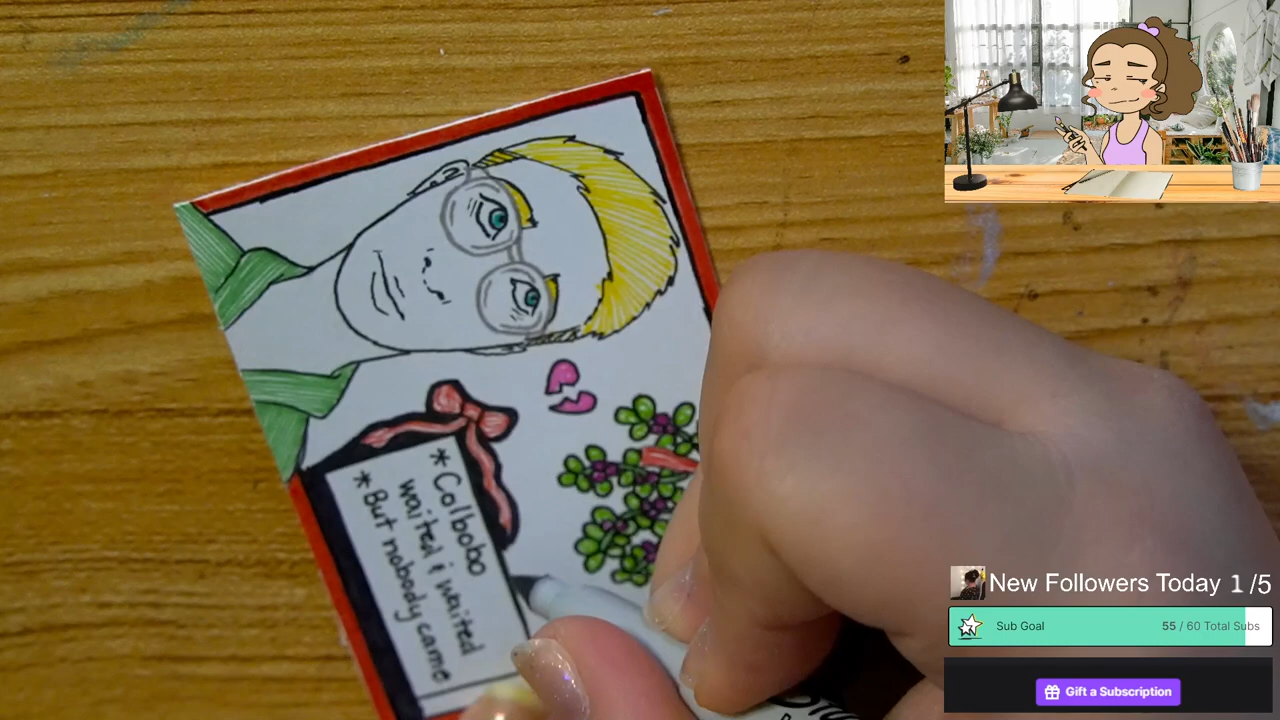 * Colbobo
waited & waited
* But nobody came
New Followers Today 1 /5
Sub Goal
55 / 60 Total Subs
Gift a Subscription